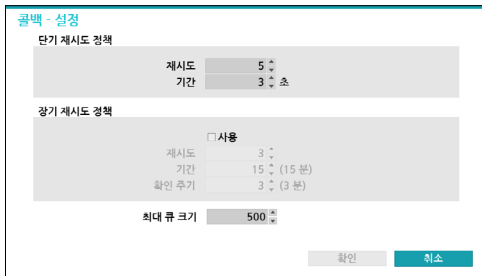 콜백 - 설정
단기 재시도 정책
재시도 5
기간 3 초
장기 재시도 정책
사용
재시도 3
기간 15 (15 분)
확인 주기 3 (3 분)
최대 큐 크기 500
확인 취소